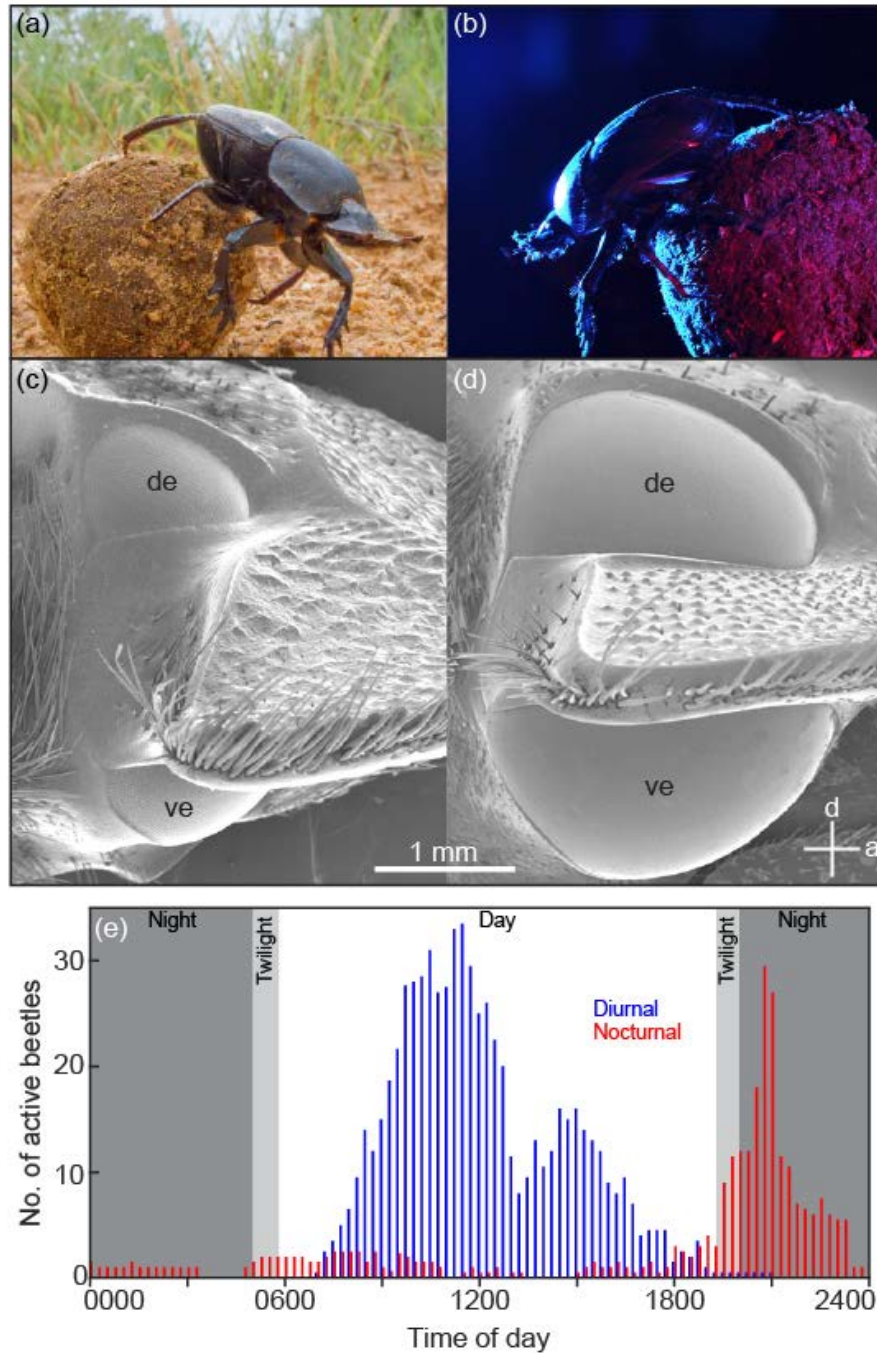 (a)
(b)
(c)
de
ve
1 mm
(d)
de
ve
d
a
(e)
Night
Twilight
Day
Twilight
Night
Diurnal
Nocturnal
No. of active beetles
30
20
10
0
0000
0600
1200
1800
2400
Time of day